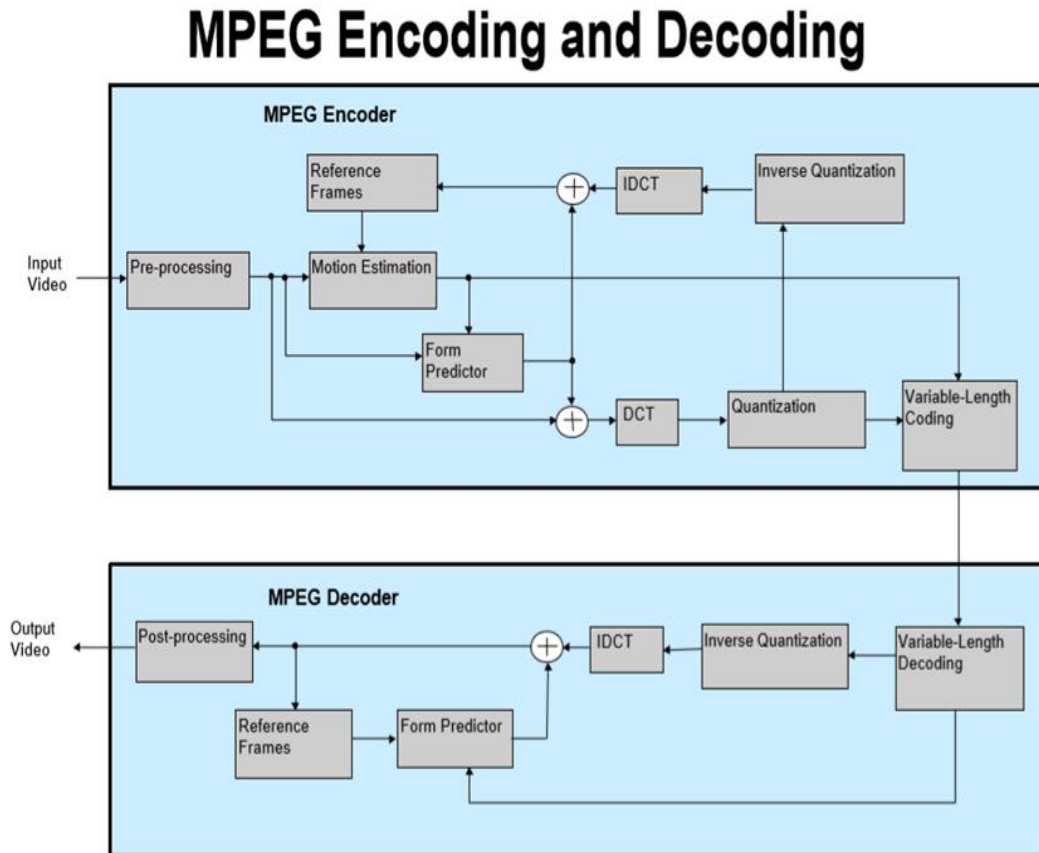 MPEG Encoding and Decoding
MPEG Encoder
Reference
Frames
IDCT
Inverse Quantization
Input
Video
Pre-processing
Motion Estimation
Form
Predictor
DCT
Quantization
Variable-Length
Coding
MPEG Decoder
Output
Video
Post-processing
IDCT
Inverse Quantization
Variable-Length
Decoding
Reference
Frames
Form Predictor